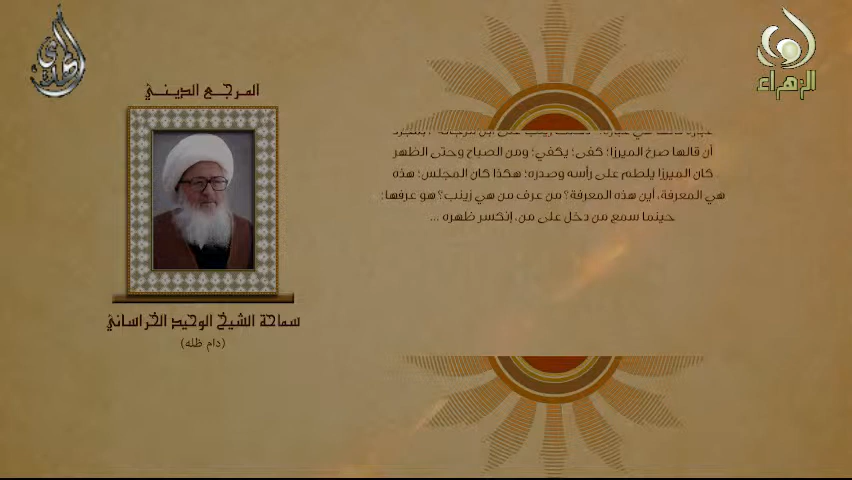 الزهراء
المرجع الديني
أن قالها صرخ الميرزا؛ كفى؛ يكفي؛ ومن الصباح وحتى الظهر
كان الميرزا يلطم على رأسه وصدره؛ هكذا كان المجلس؛ هذه
هي المعرفة، أين هذه المعرفة؟ من عرف من هي زينب؟ هو عرفها؛
حينما سمع من دخل على من، إنكسر ظهره ...
سماحة الشيخ الوحيد الخراساني
(دام ظله)